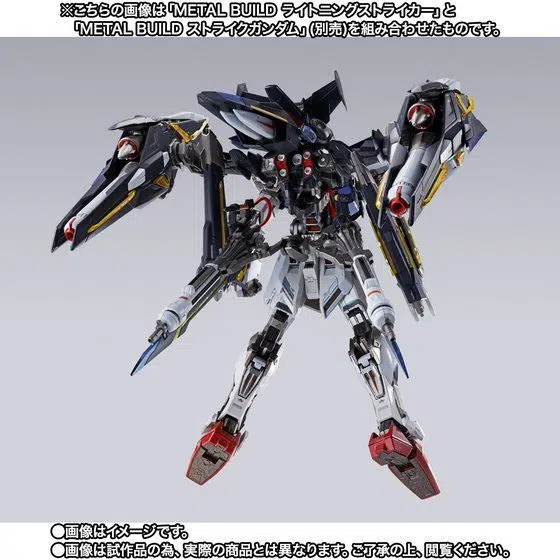 ※こちらの画像は「METAL BUILD ライトニングストライカー」と
「METAL BUILD ストライクガンダム」(別売)を組み合わせたものです。
●画像はイメージです。
●画像は試作品の為、実際の商品とは異なります。ご了承の上、閲覧ください。